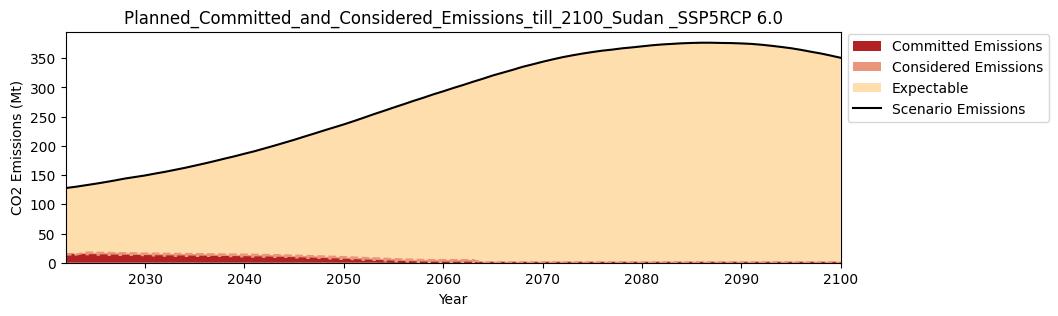 Planned_Committed_and_Considered_Emissions_till_2100_Sudan _SSP5RCP 6.0
Committed Emissions
Considered Emissions
Expectable
Scenario Emissions
CO2 Emissions (Mt)
350
300
250
200
150
100
50
0
2030 2040 2050 2060 2070 2080 2090 2100
Year